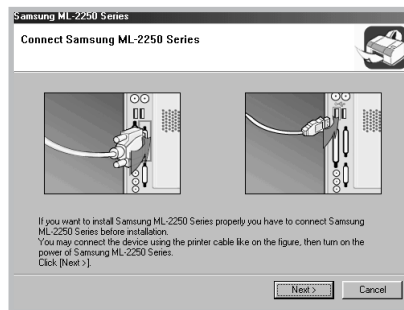 Samsung ML-2250 Series
Connect Samsung ML-2250 Series
If you want to install Samsung ML-2250 Series properly you have to connect Samsung
ML-2250 Series before installation.
You may connect the device using the printer cable like on the figure, then turn on the
power of Samsung ML-2250 Series.
Click [Next >].
Next >
Cancel